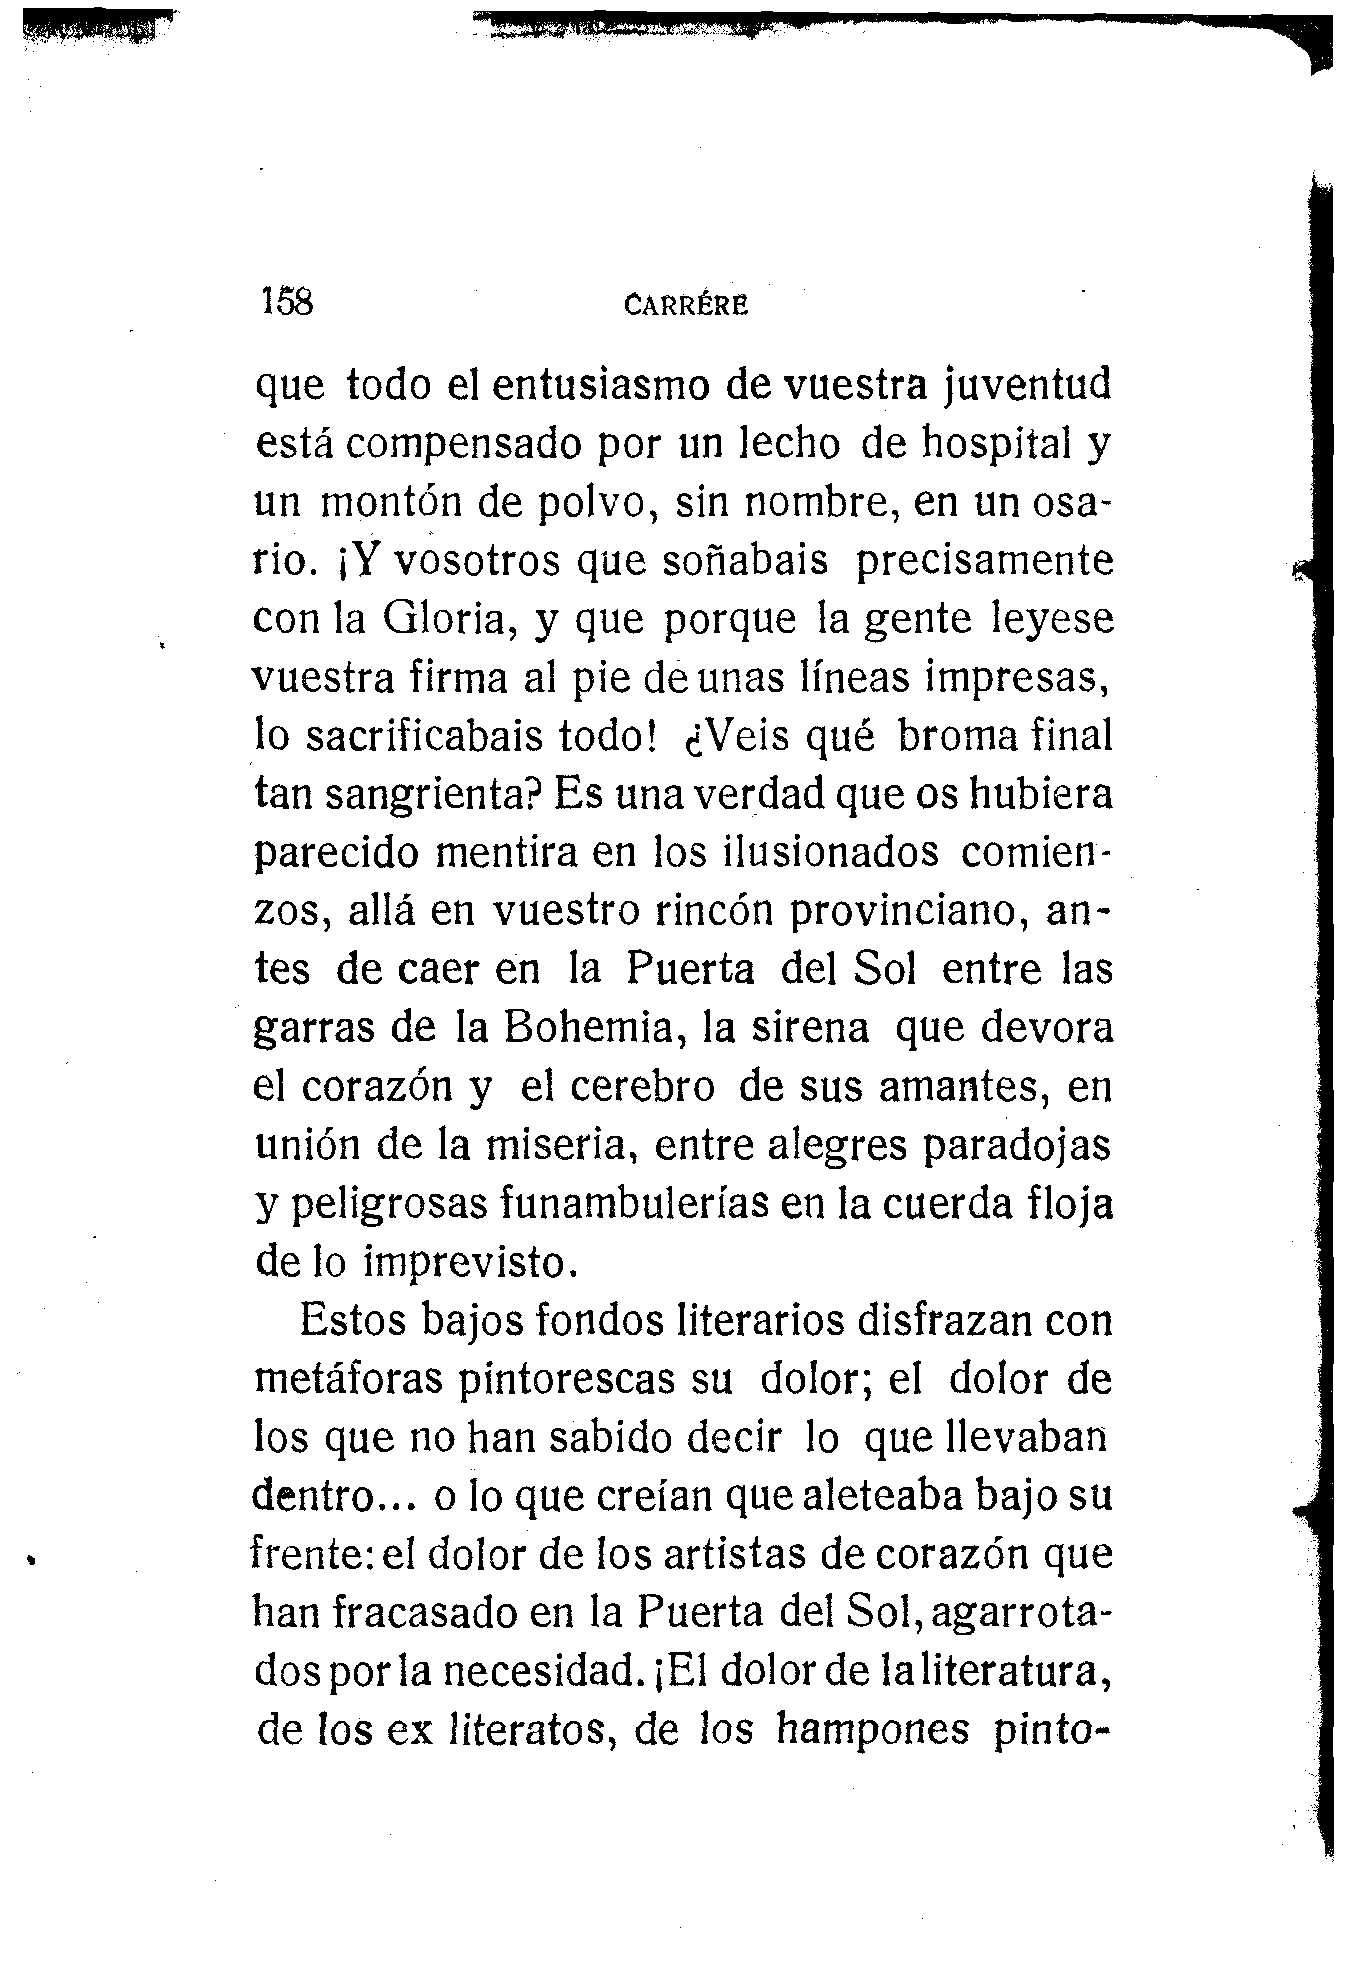 158 CARRÉRE
que todo el entusiasmo de vuestra juventud
está compensado por un lecho de hospital y
un montón de polvo, sin nombre, en un osa-
rio. ¡Y vosotros que soñabais precisamente
con la Gloria, y que porque la gente leyese
vuestra firma al pie de unas líneas impresas,
lo sacrificabais todo! ¿Veis qué broma final
tan sangrienta? Es una verdad que os hubiera
parecido mentira en los ilusionados comien-
zos, allá en vuestro rincón provinciano, an-
tes de caer en la Puerta del Sol entre las
garras de la Bohemia, la sirena que devora
el corazón y el cerebro de sus amantes, en
unión de la miseria, entre alegres paradojas
y peligrosas funambulerías en la cuerda floja
de lo imprevisto.
Estos bajos fondos literarios disfrazan con
metáforas pintorescas su dolor; el dolor de
los que no han sabido decir lo que llevaban
dentro... o lo que creían que aleteaba bajo su
frente: el dolor de los artistas de corazón que
han fracasado en la Puerta del Sol, agarrota-
dos por la necesidad. ¡El dolor de la literatura,
de los ex literatos, de los hampones pinto-